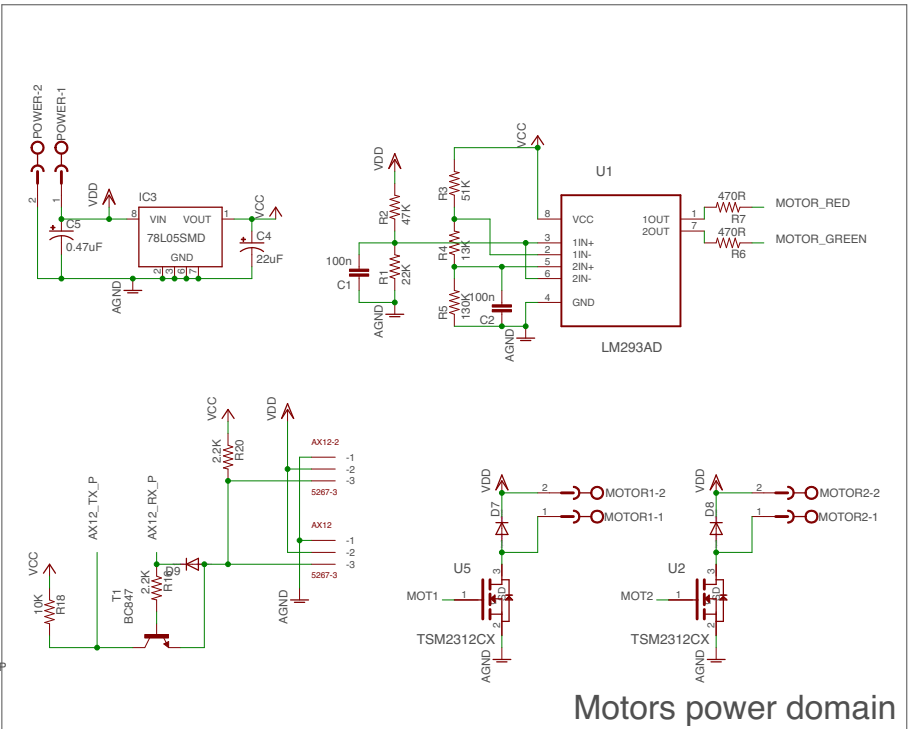 POWER-2
POWER-1
2
1
VDD
C5
0.47uF
IC3
8
VIN
VOUT
1
78L05SMD
GND
2
3
6
7
VCC
C4
22uF
AGND
VDD
R2
47K
100n
C1
R1
22K
AGND
R3
51K
R4
13K
R5
130K
100n
C2
AGND
VCC
U1
8
VCC
3
1IN+
2
1IN-
5
2IN+
6
2IN-
4
GND
1OUT
1
2OUT
7
LM293AD
470R
R7
MOTOR_RED
470R
R6
MOTOR_GREEN
VCC
2.2K
R20
VDD
AX12-2
-1
-2
-3
5267-3
AX12
-1
-2
-3
5267-3
AGND
AX12_TX_P
AX12_RX_P
VCC
10K
R18
T1
BC847
2.2K
D9
VDD
D7
2
MOTOR1-2
1
MOTOR1-1
U5
3
MOT1
1
2
TSM2312CX
AGND
VDD
D8
2
MOTOR2-2
1
MOTOR2-1
U2
3
MOT2
1
2
TSM2312CX
AGND
Motors power domain